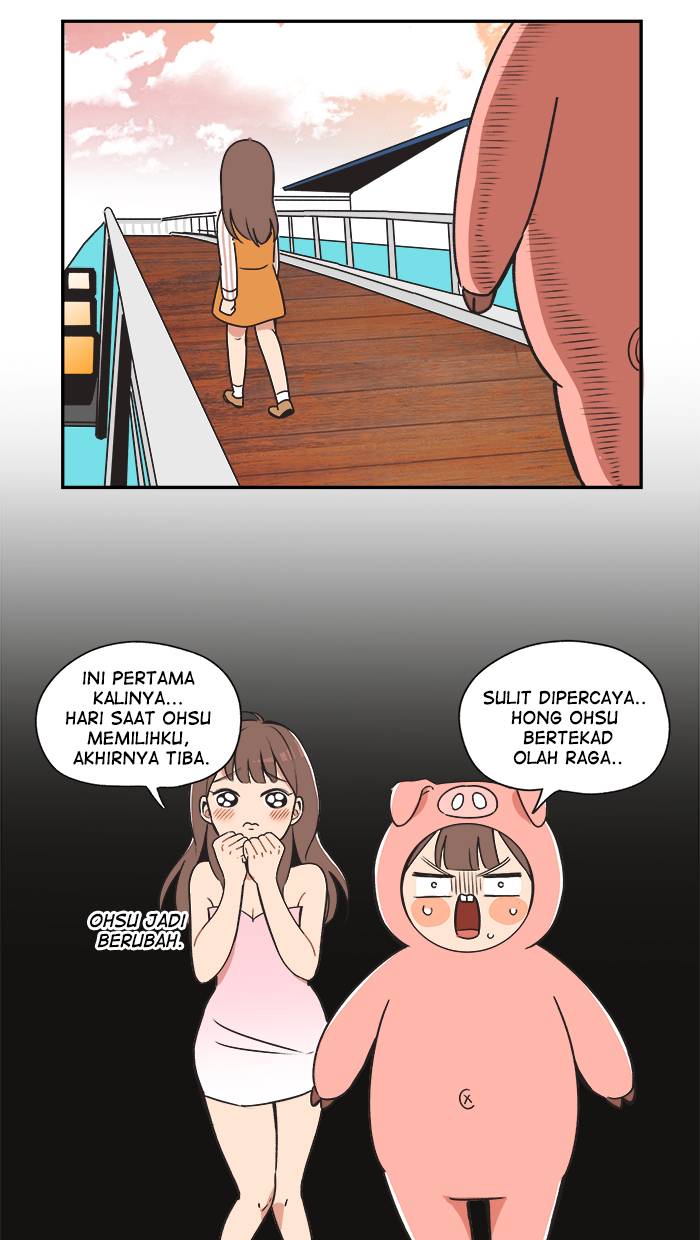 INI PERTAMA
KALINYA...
HARI SAAT OHSU
MEMILIHKU,
AKHIRNYA TIBA.
SULIT DIPERCAYA..
HONG OHSU
BERTEKAD
OLAH RAGA..
OHSU JADI
BERUBAH.